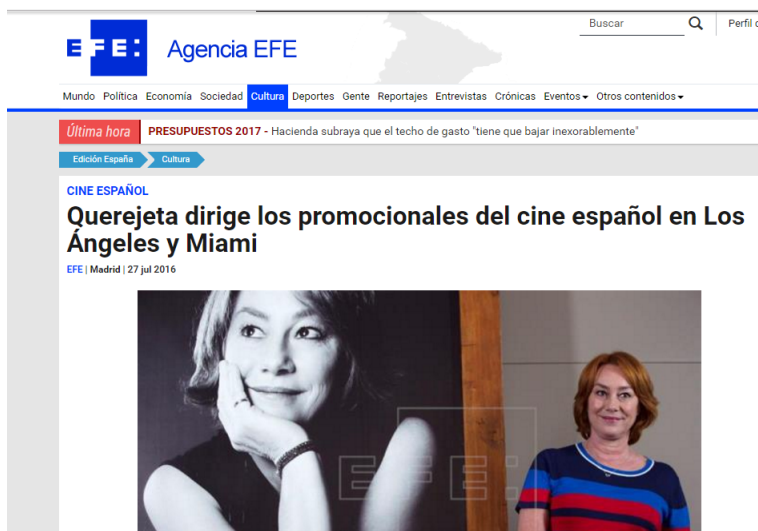 Buscar
Perfil
EFE:
Agencia EFE
Mundo Política Economía Sociedad Cultura Deportes Gente Reportajes Entrevistas Crónicas Eventos Otros contenidos
Última hora PRESUPUESTOS 2017 - Hacienda subraya que el techo de gasto "tiene que bajar inexorablemente"
Edición España Cultura
CINE ESPAÑOL
Querejeta dirige los promocionales del cine español en Los
Ángeles y Miami
EFE | Madrid | 27 jul 2016
EFE: